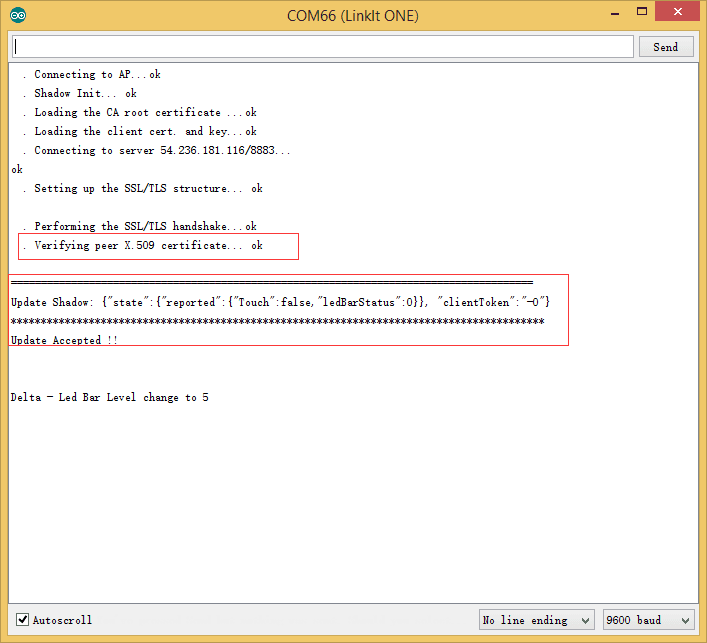 COM66 (LinkIt ONE)
Send
. Connecting to AP...ok
. Shadow Init... ok
. Loading the CA root certificate ...ok
. Loading the client cert. and key...ok
. Connecting to server 54.236.181.116/8883...
ok
. Setting up the SSL/TLS structure... ok
. Performing the SSL/TLS handshake...ok
. Verifying peer X.509 certificate... ok
=======================================================================================
Update Shadow: {"state":{"reported":{"Touch":false,"ledBarStatus":0}}, "clientToken":"-0"}
*****************************************************************************************
Update Accepted !!
Delta - Led Bar Level change to 5
Autoscroll
No line ending
9600 baud